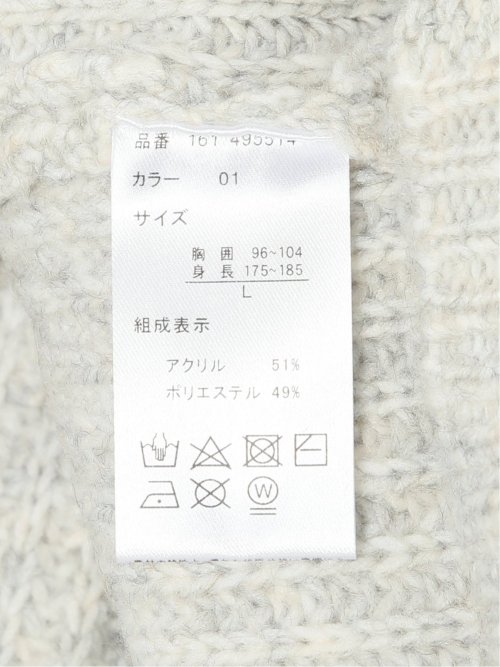 品番 161 495514
カラー 01
サイズ
胸囲 96~104
身長 175~185
L
組成表示
アクリル 51%
ポリエステル 49%
W